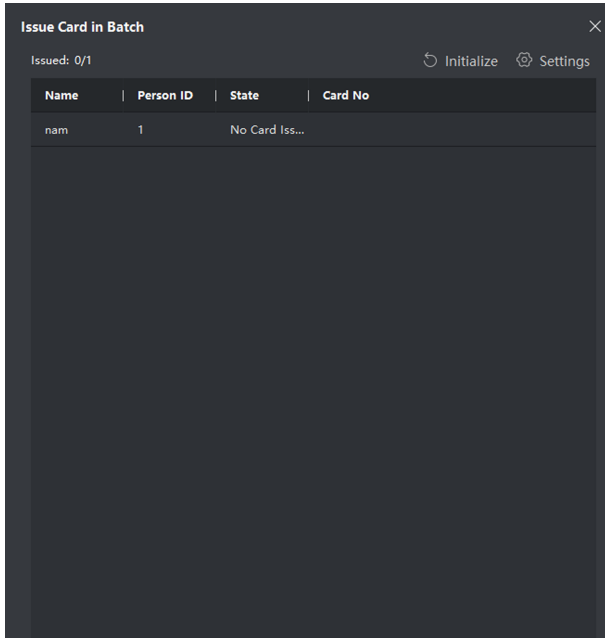 Issue Card in Batch
Issued: 0/1
Initialize Settings
Name Person ID State Card No
nam 1 No Card Iss...